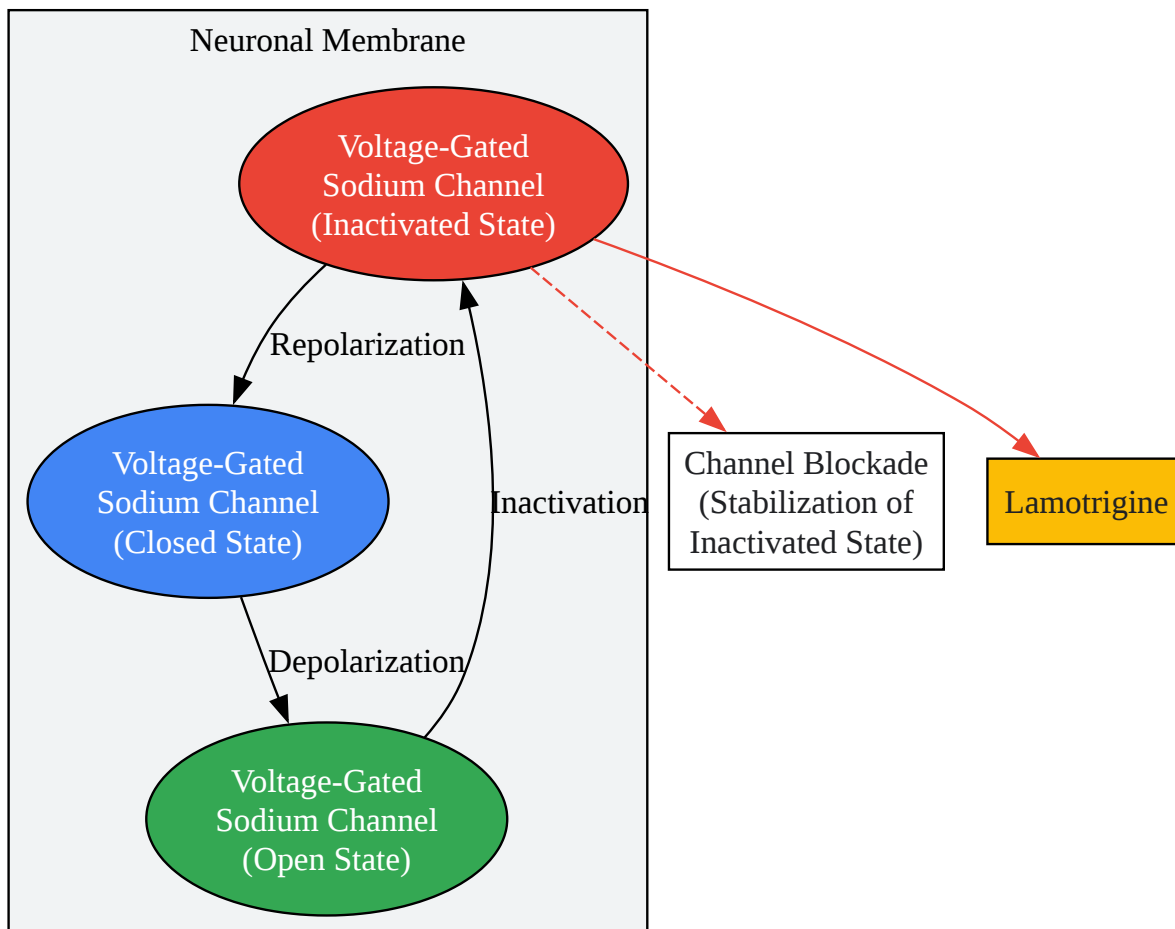 Neuronal Membrane
Voltage-Gated
Sodium Channel
(Inactivated State)
Repolarization
Voltage-Gated
Sodium Channel
(Closed State)
Inactivation
Channel Blockade
(Stabilization of
Inactivated State)
Lamotrigine
Depolarization
Voltage-Gated
Sodium Channel
(Open State)